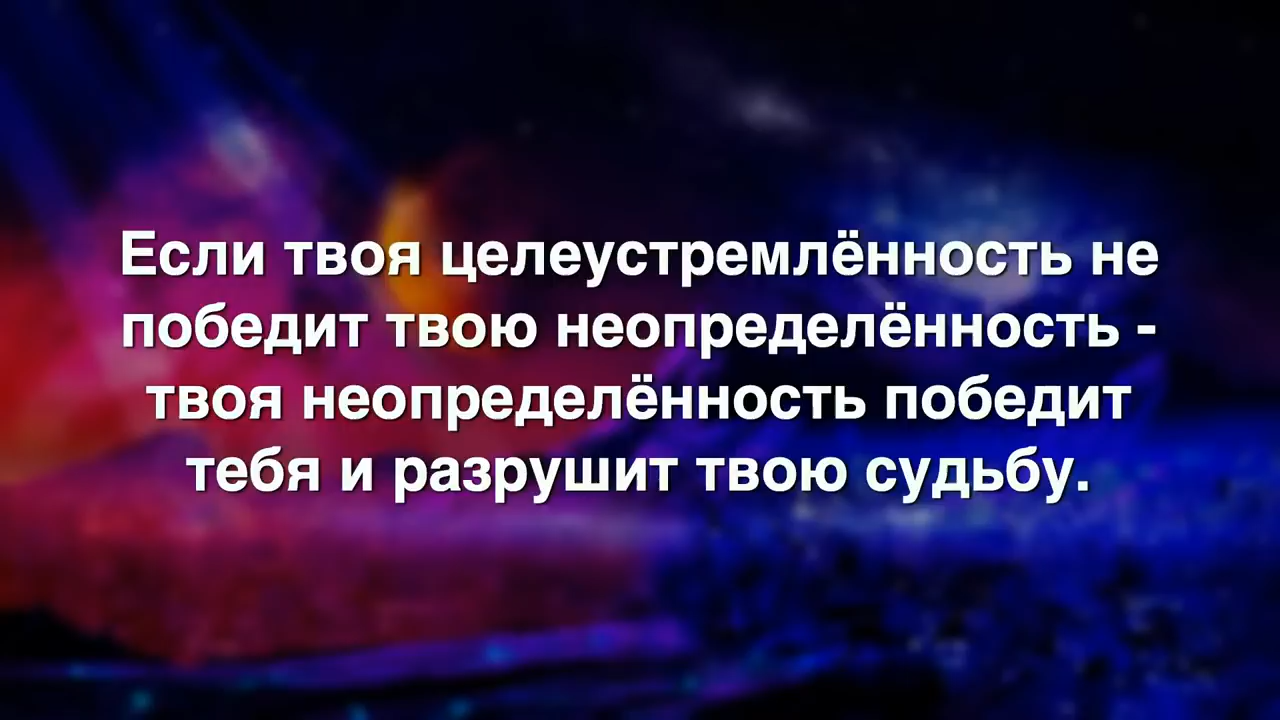 Если твоя целеустремлённость не
победит твою неопределённость -
твоя неопределённость победит
тебя и разрушит твою судьбу.